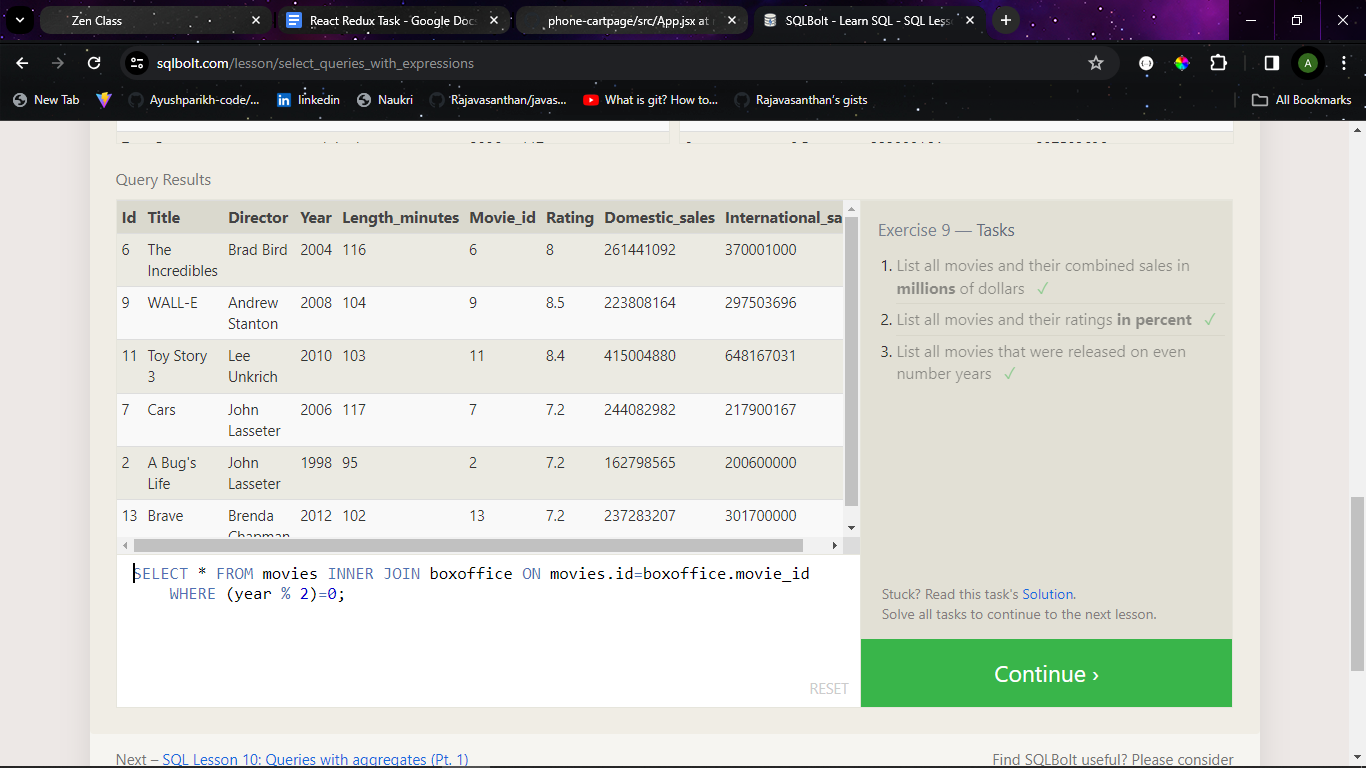 Zen Class
React Redux Task - Google Docs
phone-cartpage/src/App.jsx at
SQLBolt - Learn SQL - SQL Less
sqlbolt.com/lesson/select_queries_with_expressions
A
New Tab
Ayushparikh-code/...
linkedin
Naukri
Rajavasanthan/javas...
What is git? How to...
Rajavasanthan's gists
All Bookmarks
Query Results
Id Title Director Year Length_minutes Movie_id Rating Domestic_sales International_sa
6 The Incredibles Brad Bird 2004 116 6 8 261441092 370001000
9 WALL-E Andrew Stanton 2008 104 9 8.5 223808164 297503696
11 Toy Story 3 Lee Unkrich 2010 103 11 8.4 415004880 648167031
7 Cars John Lasseter 2006 117 7 7.2 244082982 217900167
2 A Bug's Life John Lasseter 1998 95 2 7.2 162798565 200600000
13 Brave Brenda Chapman 2012 102 13 7.2 237283207 301700000
SELECT * FROM movies INNER JOIN boxoffice ON movies.id=boxoffice.movie_id
WHERE (year % 2)=0;
RESET
Exercise 9 — Tasks
1. List all movies and their combined sales in
millions of dollars ✓
2. List all movies and their ratings in percent ✓
3. List all movies that were released on even
number years ✓
Stuck? Read this task's Solution.
Solve all tasks to continue to the next lesson.
Continue ›
Next – SQL Lesson 10: Queries with aggregates (Pt. 1)
Find SQLBolt useful? Please consider